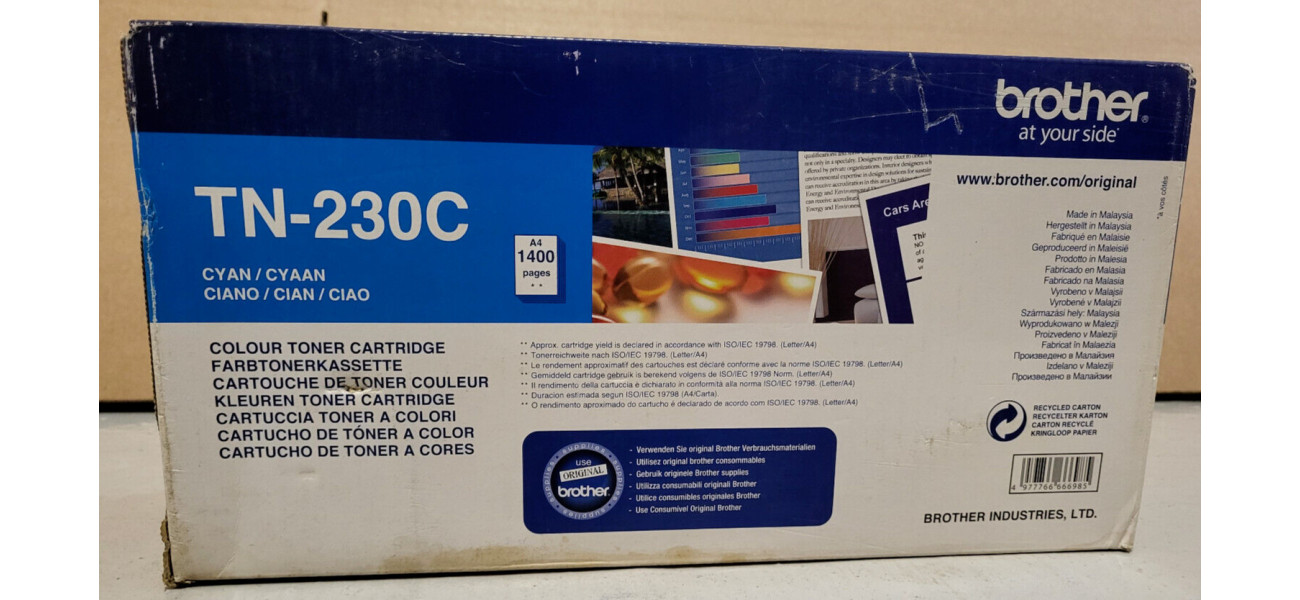 brother
at your side
www.brother.com/original
*a vos côtés
TN-230C
CYAN / CYAAN
CIANO / CIAN / CIAO
A4
1400
pages
**
Cars Are
Made in Malaysia
Hergestellt in Malaysia
Fabriqué en Malaisie
Geproduceerd in Maleisië
Prodotto in Malesia
Fabricado en Malasia
Fabricado na Malasia
Vyrobeno v Malajsii
Vyrobené v Malajzii
Származási hely: Malaysia
Wyprodukowano w Malezji
Proizvedeno v Maleziji
Fabricat în Malaezia
Произведено в Малайзия
Izdelano v Maleziji
Произведено в Малайзии
COLOUR TONER CARTRIDGE
FARBTONERKASSETTE
CARTOUCHE DE TONER COULEUR
KLEUREN TONER CARTRIDGE
CARTUCCIA TONER A COLORI
CARTUCHO DE TÓNER A COLOR
CARTUCHO DE TONER A CORES
** Approx. cartridge yield is declared in accordance with ISO/IEC 19798. (Letter/A4)
** Tonerreichweite nach ISO/IEC 19798. (Letter/A4)
** Le rendement approximatif des cartouches est déclaré conforme avec la norme ISO/IEC 19798. (Letter/A4)
** Gemiddeld cartridge gebruik is berekend volgens de ISO/IEC 19798 Norm. (Letter/A4)
** Il rendimento della cartuccia è dichiarato in conformità alla norma ISO/IEC 19798. (Letter/A4)
** Duracion estimada segun ISO/IEC 19798 (A4/Carta).
** O rendimento aproximado do cartucho é declarado de acordo com ISO/IEC 19798. (Letter/A4)
RECYCLED CARTON
RECYCELTER KARTON
CARTON RECYCLÉ
KRINGLOOP PAPIER
supplies
use
ORIGINAL
brother
supplies
- Verwenden Sie original Brother Verbrauchsmaterialien
- Utilisez original brother consommables
- Gebruik originele Brother supplies
- Utilizza consumabili originali Brother
- Utilice consumibles originales Brother
- Use Consumivel Original Brother
4 977766 666985
BROTHER INDUSTRIES, LTD.